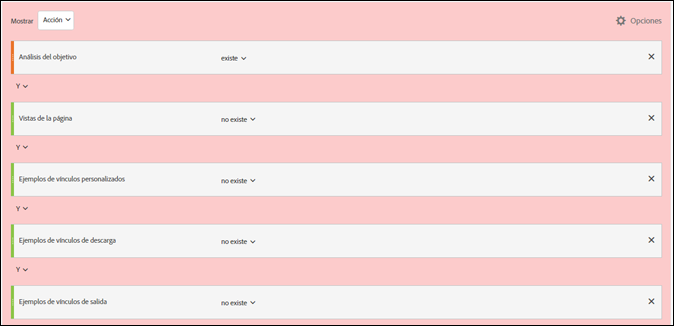 Mostrar Acción Opciones
Análisis del objetivo existe
Y
Vistas de la página no existe
Y
Ejemplos de vínculos personalizados no existe
Y
Ejemplos de vínculos de descarga no existe
Y
Ejemplos de vínculos de salida no existe